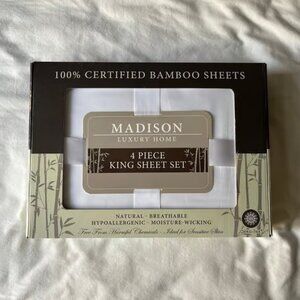 100% CERTIFIED BAMBOO SHEETS
MADISON
LUXURY HOME
4 PIECE
KING SHEET SET
NATURAL - BREATHABLE
HYPOALLERGENIC - MOISTURE-WICKING
Free From Harmful Chemicals - Ideal for Sensitive Skin